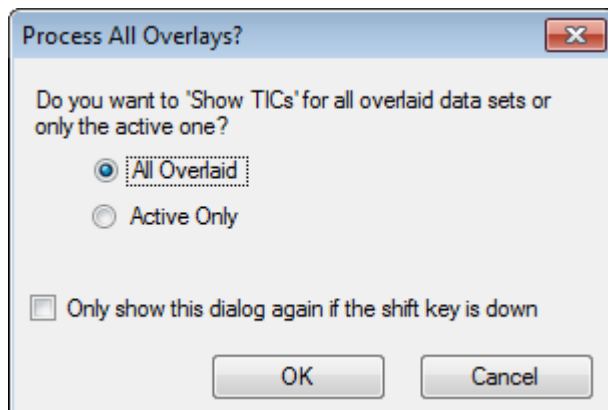 Process All Overlays?
Do you want to 'Show TICs' for all overlaid data sets or
only the active one?
All Overlaid
Active Only
Only show this dialog again if the shift key is down
OK
Cancel